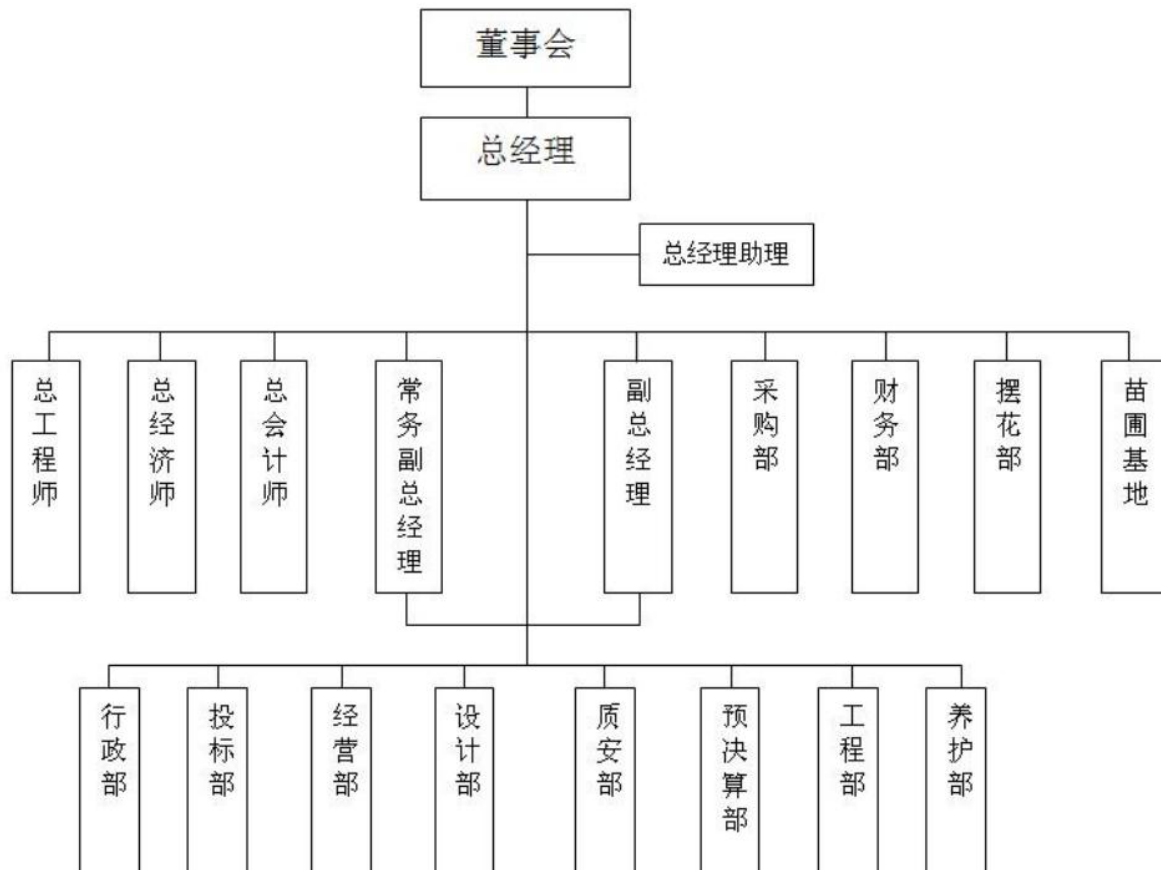 董事会
总经理
总经理助理
总工程师
总经济师
总会计师
常务副总经理
副总经理
采购部
财务部
摆花部
苗圃基地
行政部
投标部
经营部
设计部
质安部
预决算部
工程部
养护部